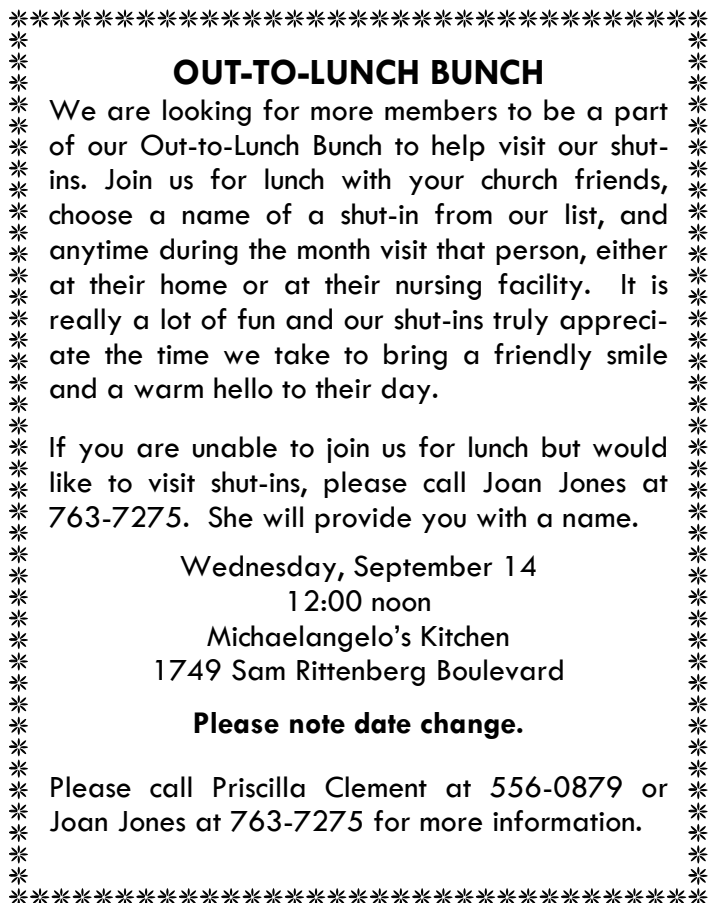 OUT-TO-LUNCH BUNCH
We are looking for more members to be a part
of our Out-to-Lunch Bunch to help visit our shut-
ins. Join us for lunch with your church friends,
choose a name of a shut-in from our list, and
anytime during the month visit that person, either
at their home or at their nursing facility. It is
really a lot of fun and our shut-ins truly appreci-
ate the time we take to bring a friendly smile
and a warm hello to their day.
If you are unable to join us for lunch but would
like to visit shut-ins, please call Joan Jones at
763-7275. She will provide you with a name.
Wednesday, September 14
12:00 noon
Michaelangelo’s Kitchen
1749 Sam Rittenberg Boulevard
Please note date change.
Please call Priscilla Clement at 556-0879 or
Joan Jones at 763-7275 for more information.